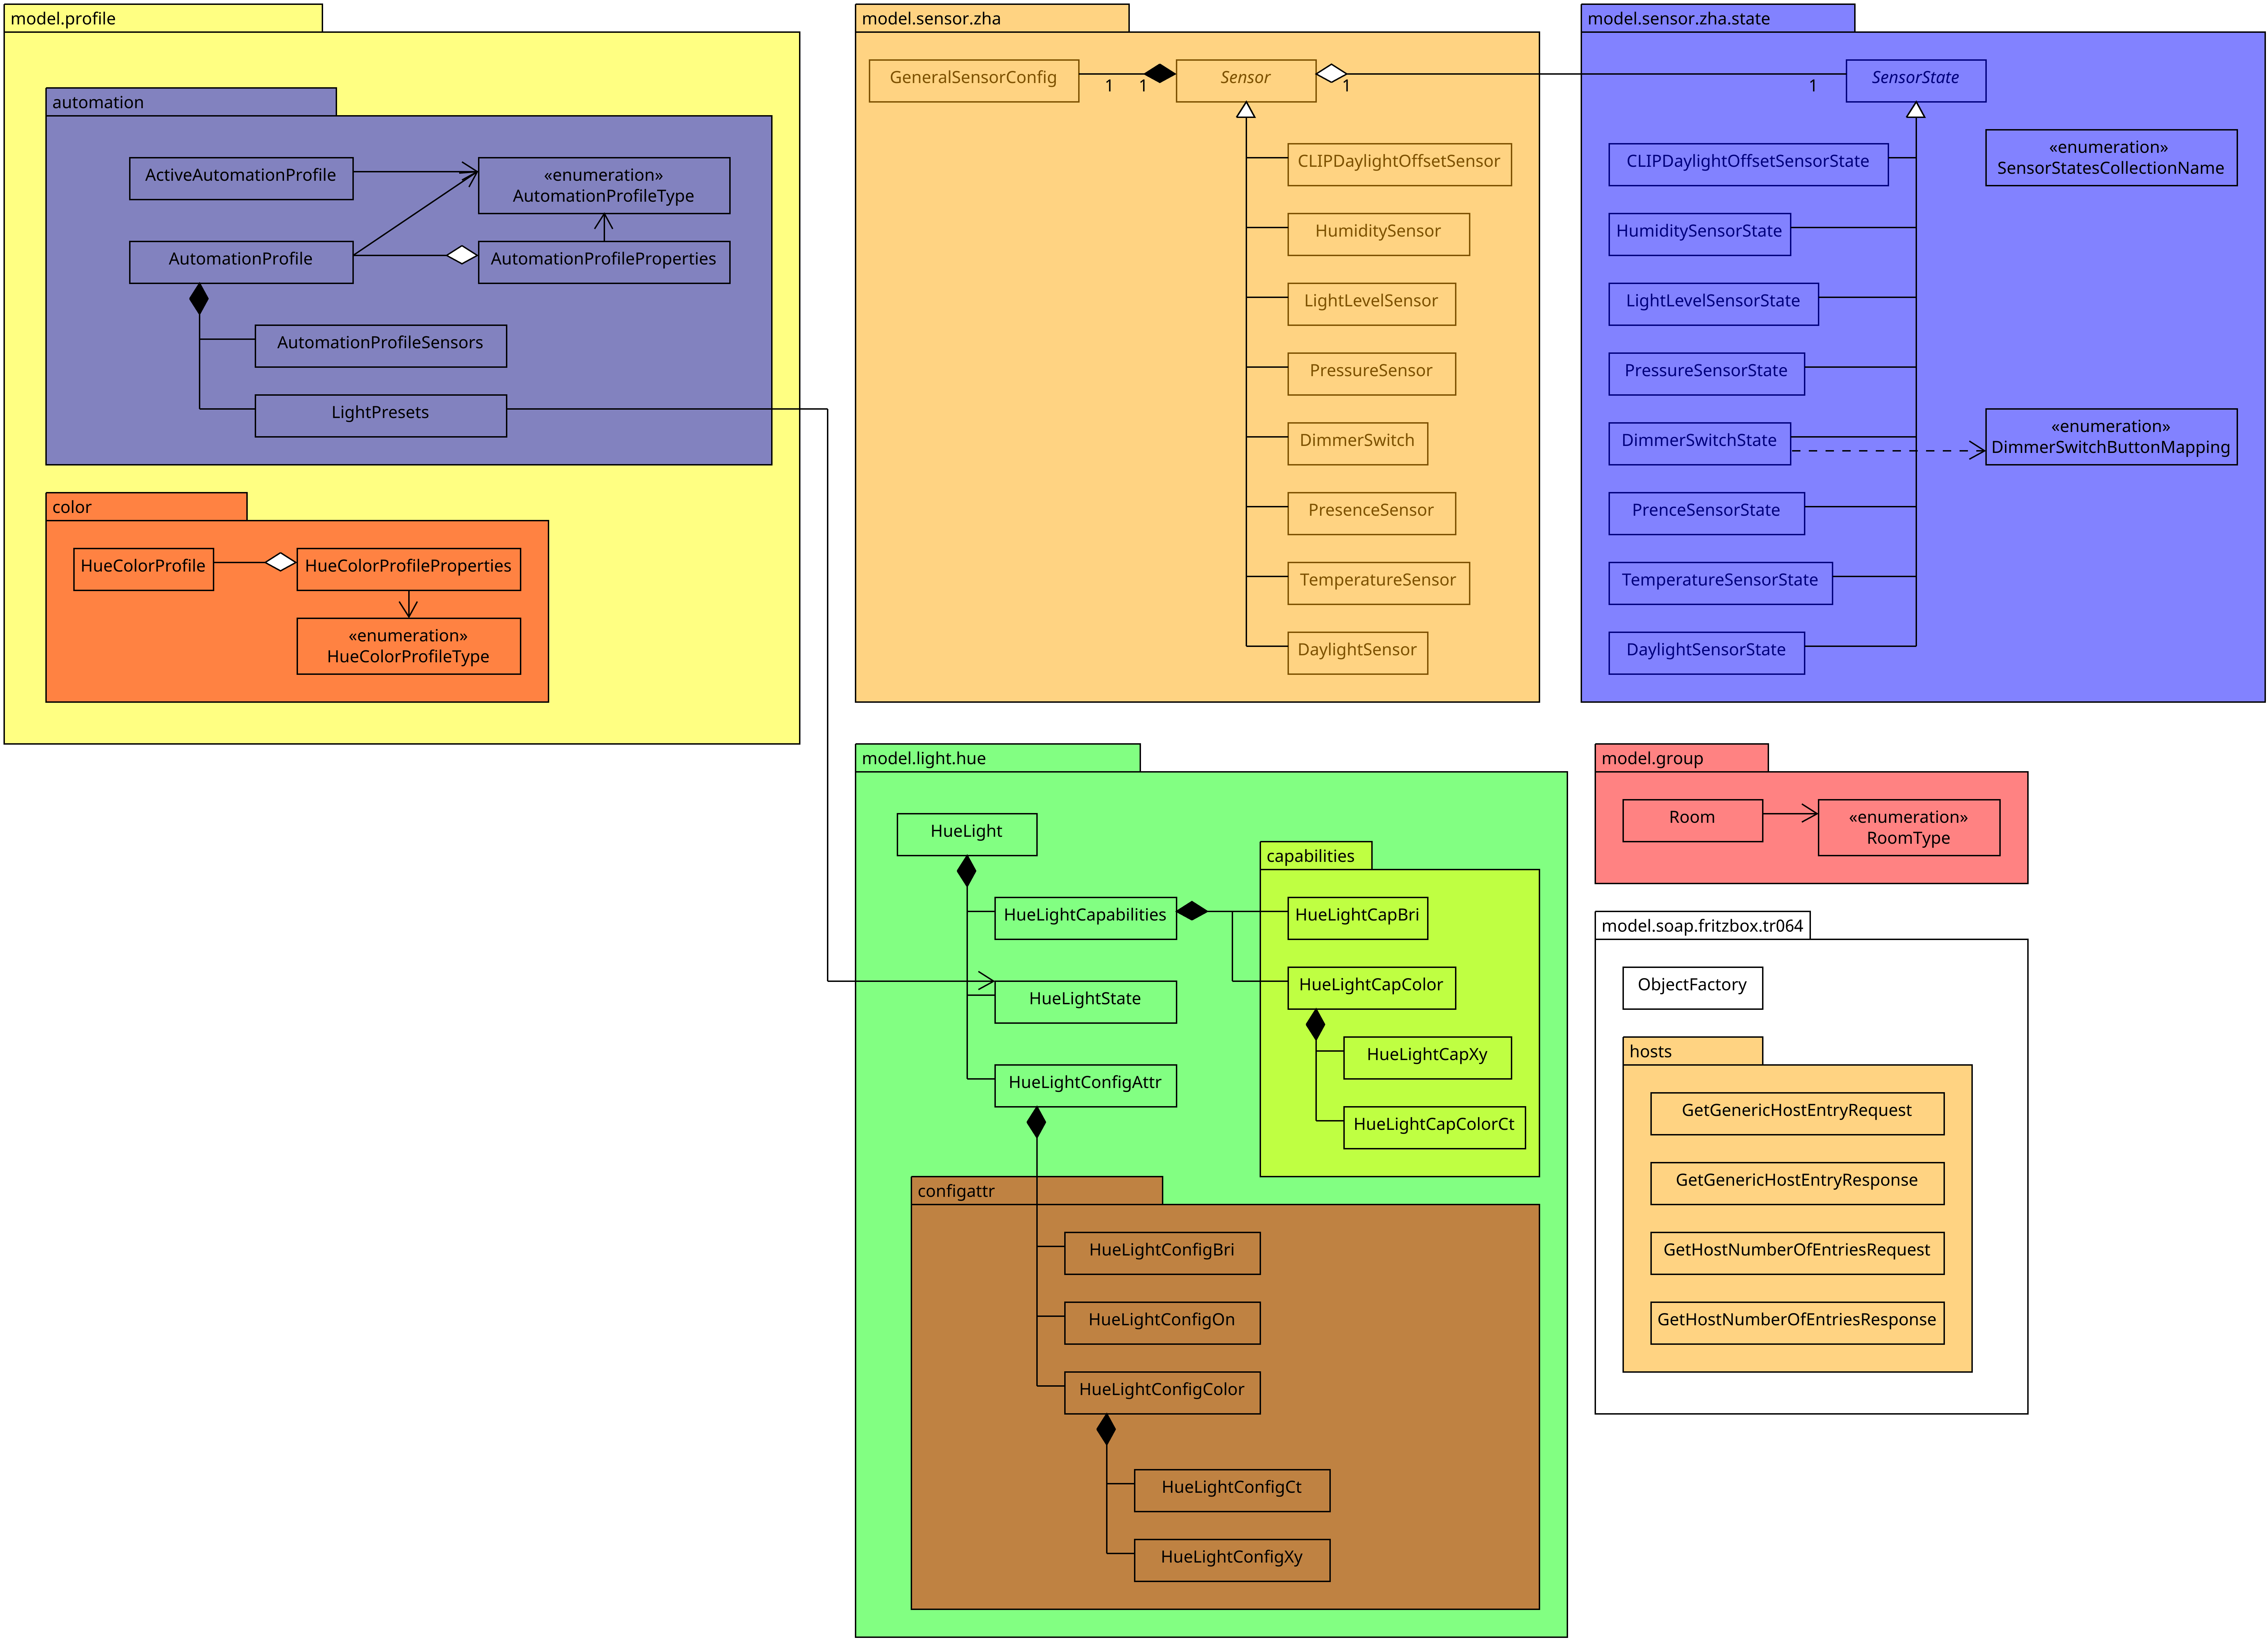 model.profile
automation
ActiveAutomationProfile
«enumeration»
AutomationProfileType
AutomationProfile
AutomationProfileProperties
AutomationProfileSensors
LightPresets
color
HueColorProfile
HueColorProfileProperties
«enumeration»
HueColorProfileType
model.sensor.zha
GeneralSensorConfig
1
1
Sensor
1
CLIPDaylightOffsetSensor
HumiditySensor
LightLevelSensor
PressureSensor
DimmerSwitch
PresenceSensor
TemperatureSensor
DaylightSensor
model.sensor.zha.state
1
SensorState
CLIPDaylightOffsetSensorState
«enumeration»
SensorStatesCollectionName
HumiditySensorState
LightLevelSensorState
PressureSensorState
DimmerSwitchState
«enumeration»
DimmerSwitchButtonMapping
PrenceSensorState
TemperatureSensorState
DaylightSensorState
model.light.hue
HueLight
HueLightCapabilities
HueLightState
HueLightConfigAttr
capabilities
HueLightCapBri
HueLightCapColor
HueLightCapXy
HueLightCapColorCt
configattr
HueLightConfigBri
HueLightConfigOn
HueLightConfigColor
HueLightConfigCt
HueLightConfigXy
model.group
Room
«enumeration»
RoomType
model.soap.fritzbox.tr064
ObjectFactory
hosts
GetGenericHostEntryRequest
GetGenericHostEntryResponse
GetHostNumberOfEntriesRequest
GetHostNumberOfEntriesResponse